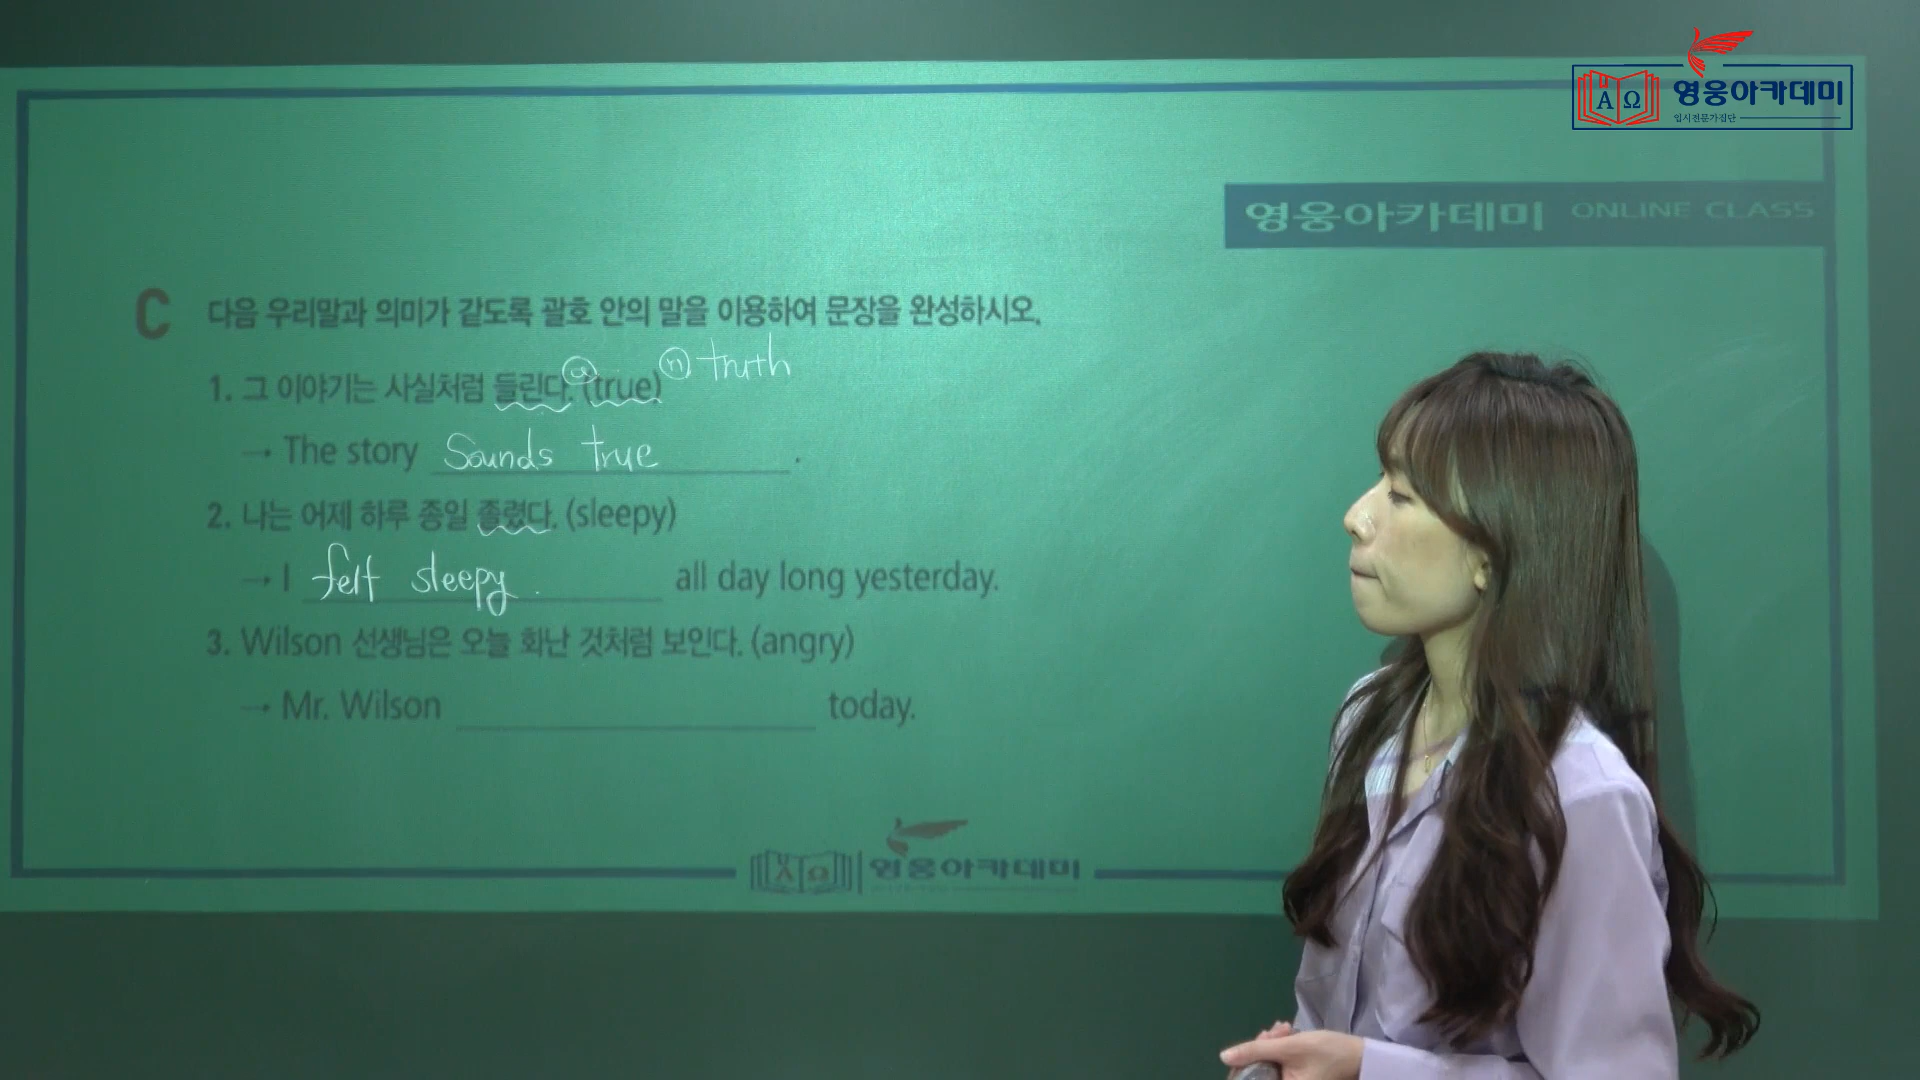 영웅아카데미
입시전문가집단
영웅아카데미 ONLINE CLASS
C 다음 우리말과 의미가 같도록 괄호 안의 말을 이용하여 문장을 완성하시오.
ⓐ ⓝ truth
1. 그 이야기는 사실처럼 들린다. (true)
→ The story Sounds true .
2. 나는 어제 하루 종일 졸렸다. (sleepy)
→ I felt sleepy. all day long yesterday.
3. Wilson 선생님은 오늘 화난 것처럼 보인다. (angry)
→ Mr. Wilson today.
영웅아카데미